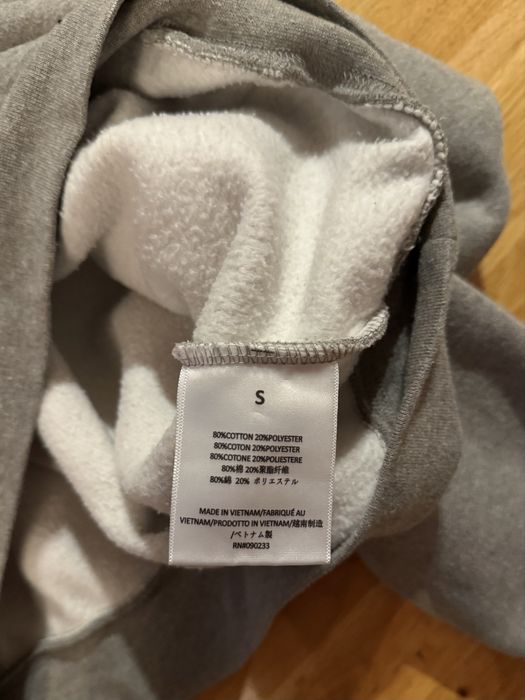 S
80%COTTON 20%POLYESTER
80%COTON 20%POLYESTER
80%COTONE 20%POLIESTERE
80%棉 20%聚酯纤维
80%綿 20% ポリエステル
MADE IN VIETNAM/FABRIQUÉ AU
VIETNAM/PRODOTTO IN VIETNAM/越南制造
/ベトナム製
RN#090233